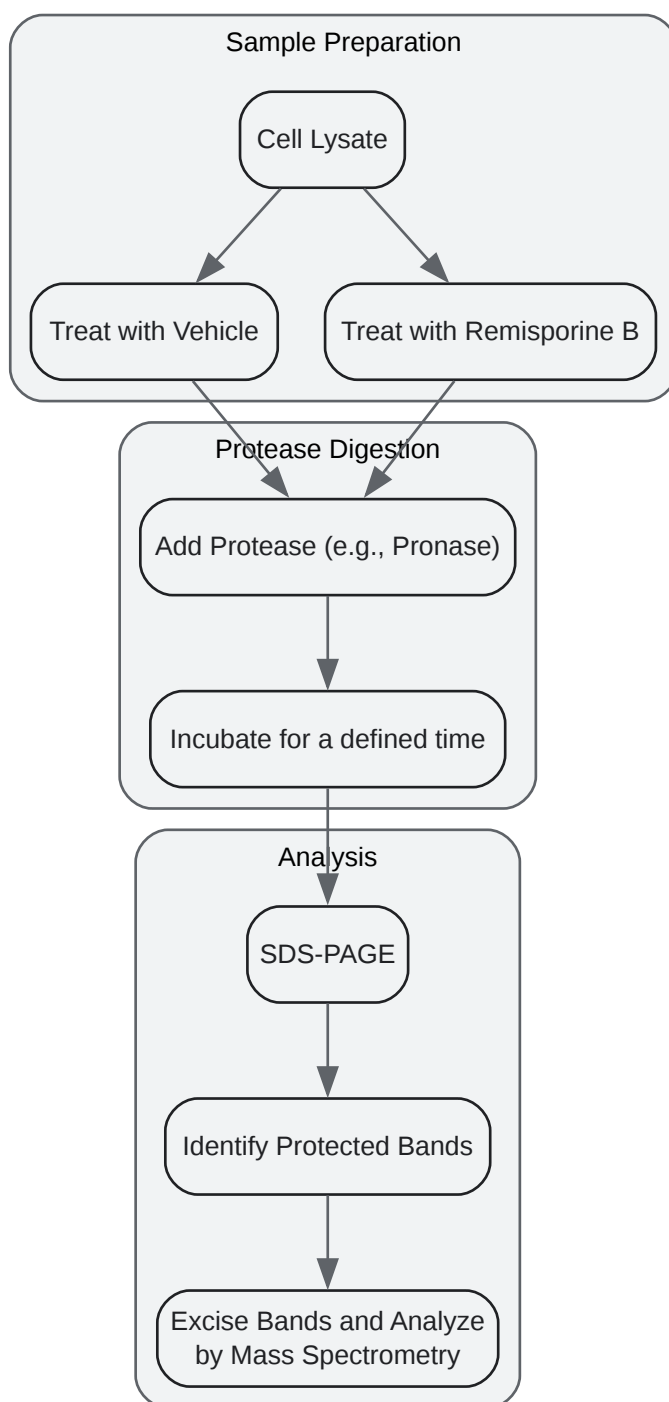 Sample Preparation
Cell Lysate
Treat with Vehicle
Treat with Remisporine B
Protease Digestion
Add Protease (e.g., Pronase)
Incubate for a defined time
Analysis
SDS-PAGE
Identify Protected Bands
Excise Bands and Analyze
by Mass Spectrometry